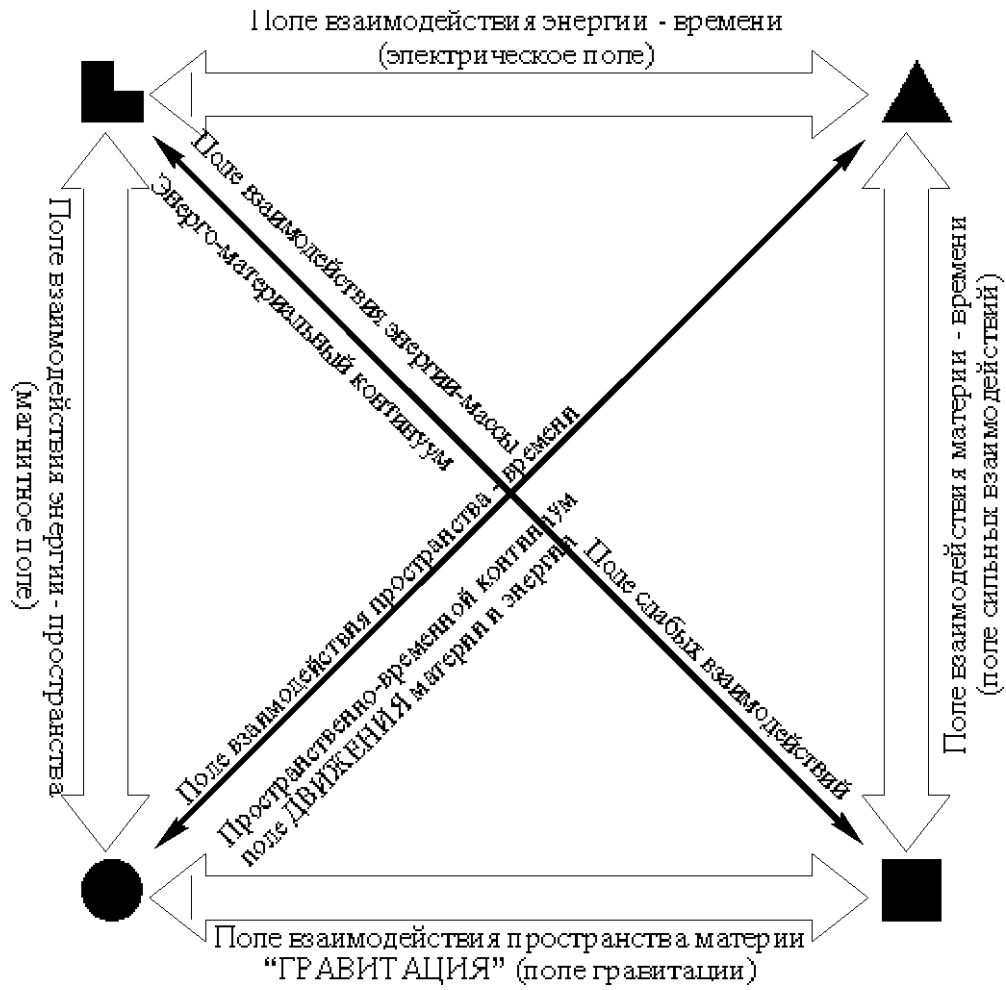 Поле взаимодействия энергии - времени
(электрическое поле)
Поле взаимодействия энергии-массы
Энерго-материальный континуум
Поле взаимодействия энергии - пространства
(магнитное поле)
Поле взаимодействия материи - времени
(поле сильных взаимодействий)
Поле взаимодействия пространства - времени
Пространственно-временной континиум
поле ДВИЖЕНИЯ материи и энергии
Поле слабых взаимодействий
Поле взаимодействия пространства материи
“ГРАВИТАЦИЯ” (поле гравитации)